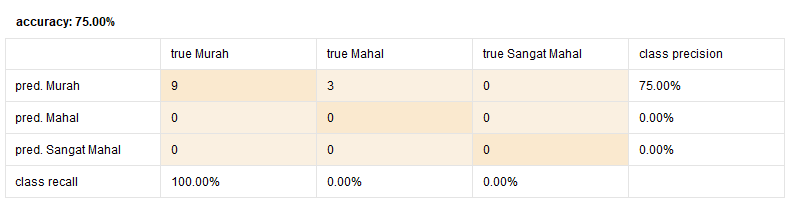 accuracy: 75.00%
true Murah true Mahal true Sangat Mahal class precision
pred. Murah 9 3 0 75.00%
pred. Mahal 0 0 0 0.00%
pred. Sangat Mahal 0 0 0 0.00%
class recall 100.00% 0.00% 0.00%